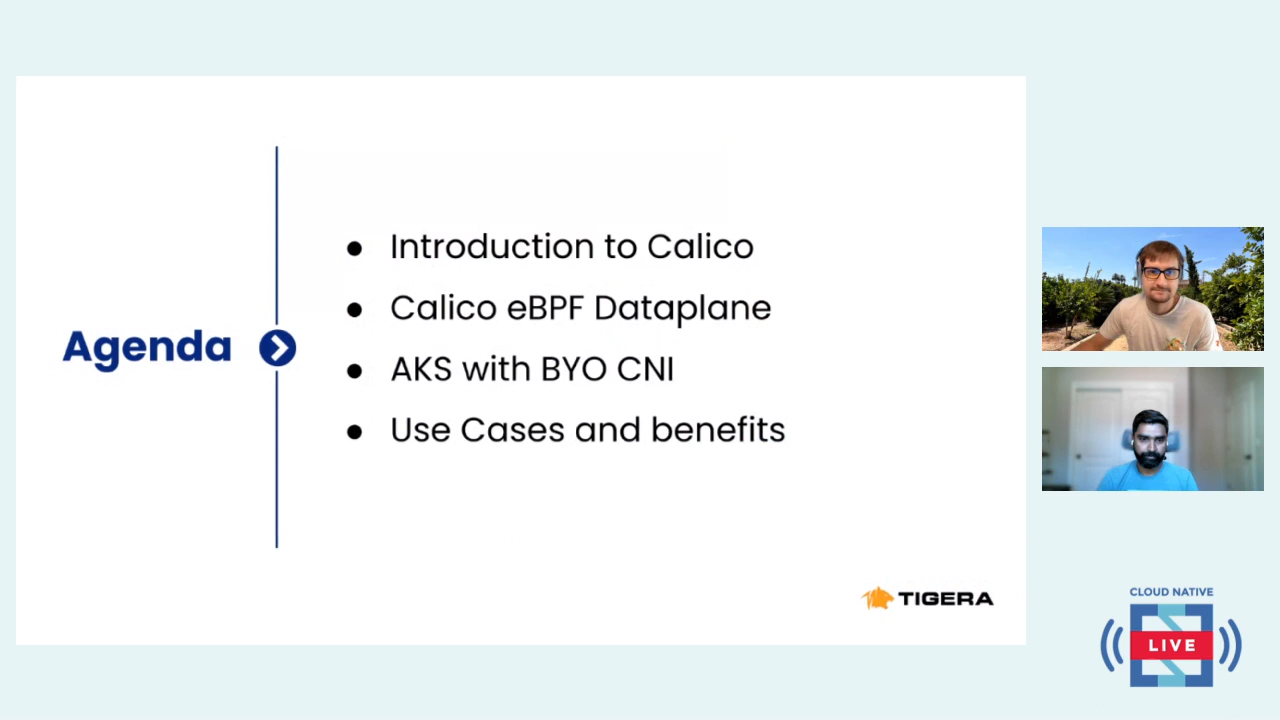 Agenda
● Introduction to Calico
● Calico eBPF Dataplane
● AKS with BYO CNI
● Use Cases and benefits
TIGERA
CLOUD NATIVE
LIVE